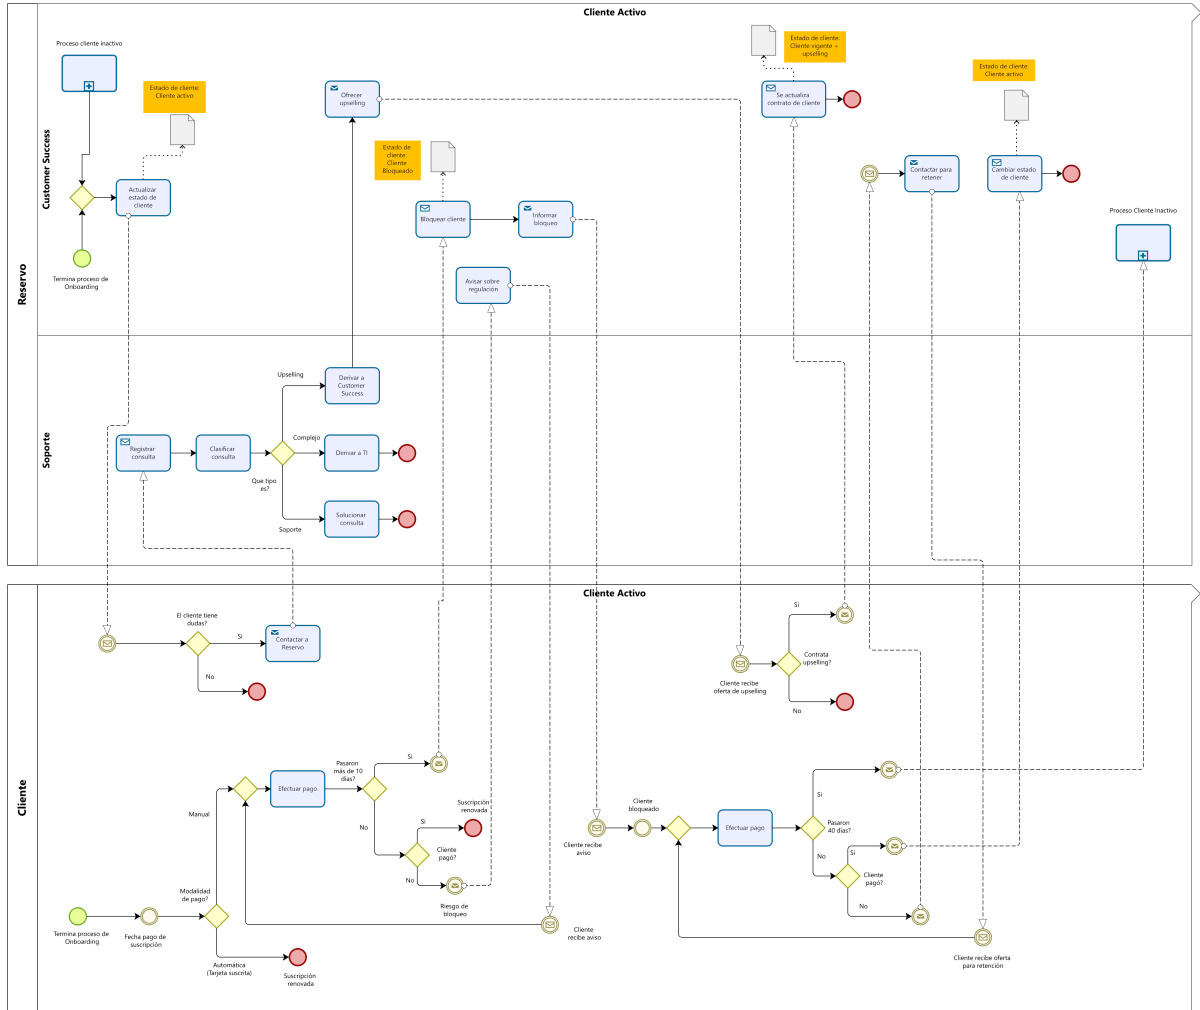 Cliente Activo
Reservo
Customer Success
Proceso cliente inactivo
Estado de cliente:
Cliente activo
Actualizar
estado de
cliente
Termina proceso de
Onboarding
Ofrecer
upselling
Estado de
cliente:
Cliente
Bloqueado
Bloquear cliente
Informar
bloqueo
Avisar sobre
regulación
Estado de cliente:
Cliente vigente +
upselling
Se actualiza
contrato de cliente
Estado de cliente:
Cliente activo
Contactar para
retener
Cambiar estado
de cliente
Proceso Cliente Inactivo
Soporte
Registrar
consulta
Clasificar
consulta
Que tipo
es?
Upselling
Derivar a
Customer
Success
Complejo
Derivar a TI
Soporte
Solucionar
consulta
Cliente Activo
Cliente
El cliente tiene
dudas?
Si
Contactar a
Reservo
No
Cliente recibe
oferta de upselling
Contrata
upselling?
Si
No
Termina proceso de
Onboarding
Fecha pago de
suscripción
Modalidad
de pago?
Manual
Automática
(Tarjeta suscrita)
Suscripción
renovada
Efectuar pago
Pasaron
más de 10
días?
Si
No
Cliente
pagó?
Si
Suscripción
renovada
No
Riesgo de
bloqueo
Cliente
recibe aviso
Cliente recibe
aviso
Cliente
bloqueado
Efectuar pago
Pasaron
40 días?
Si
No
Cliente
pagó?
Si
No
Cliente recibe oferta
para retención